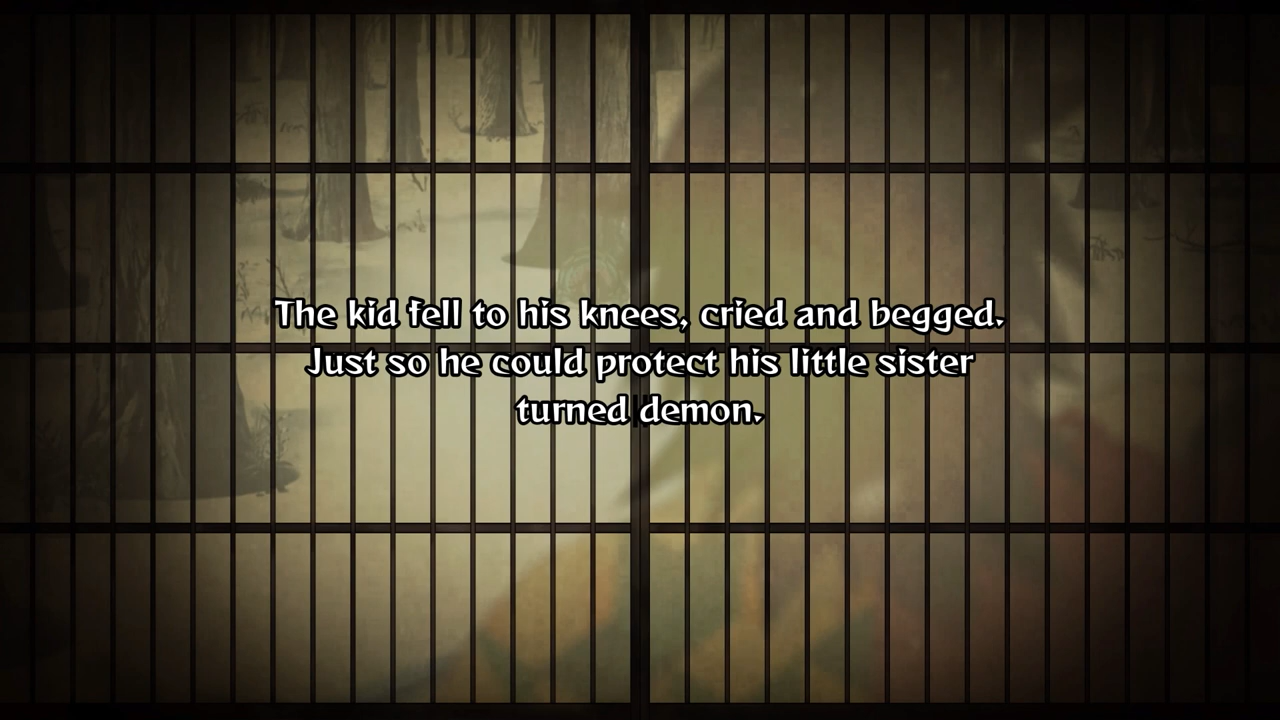 The kid fell to his knees, cried and begged.
Just so he could protect his little sister
turned demon.